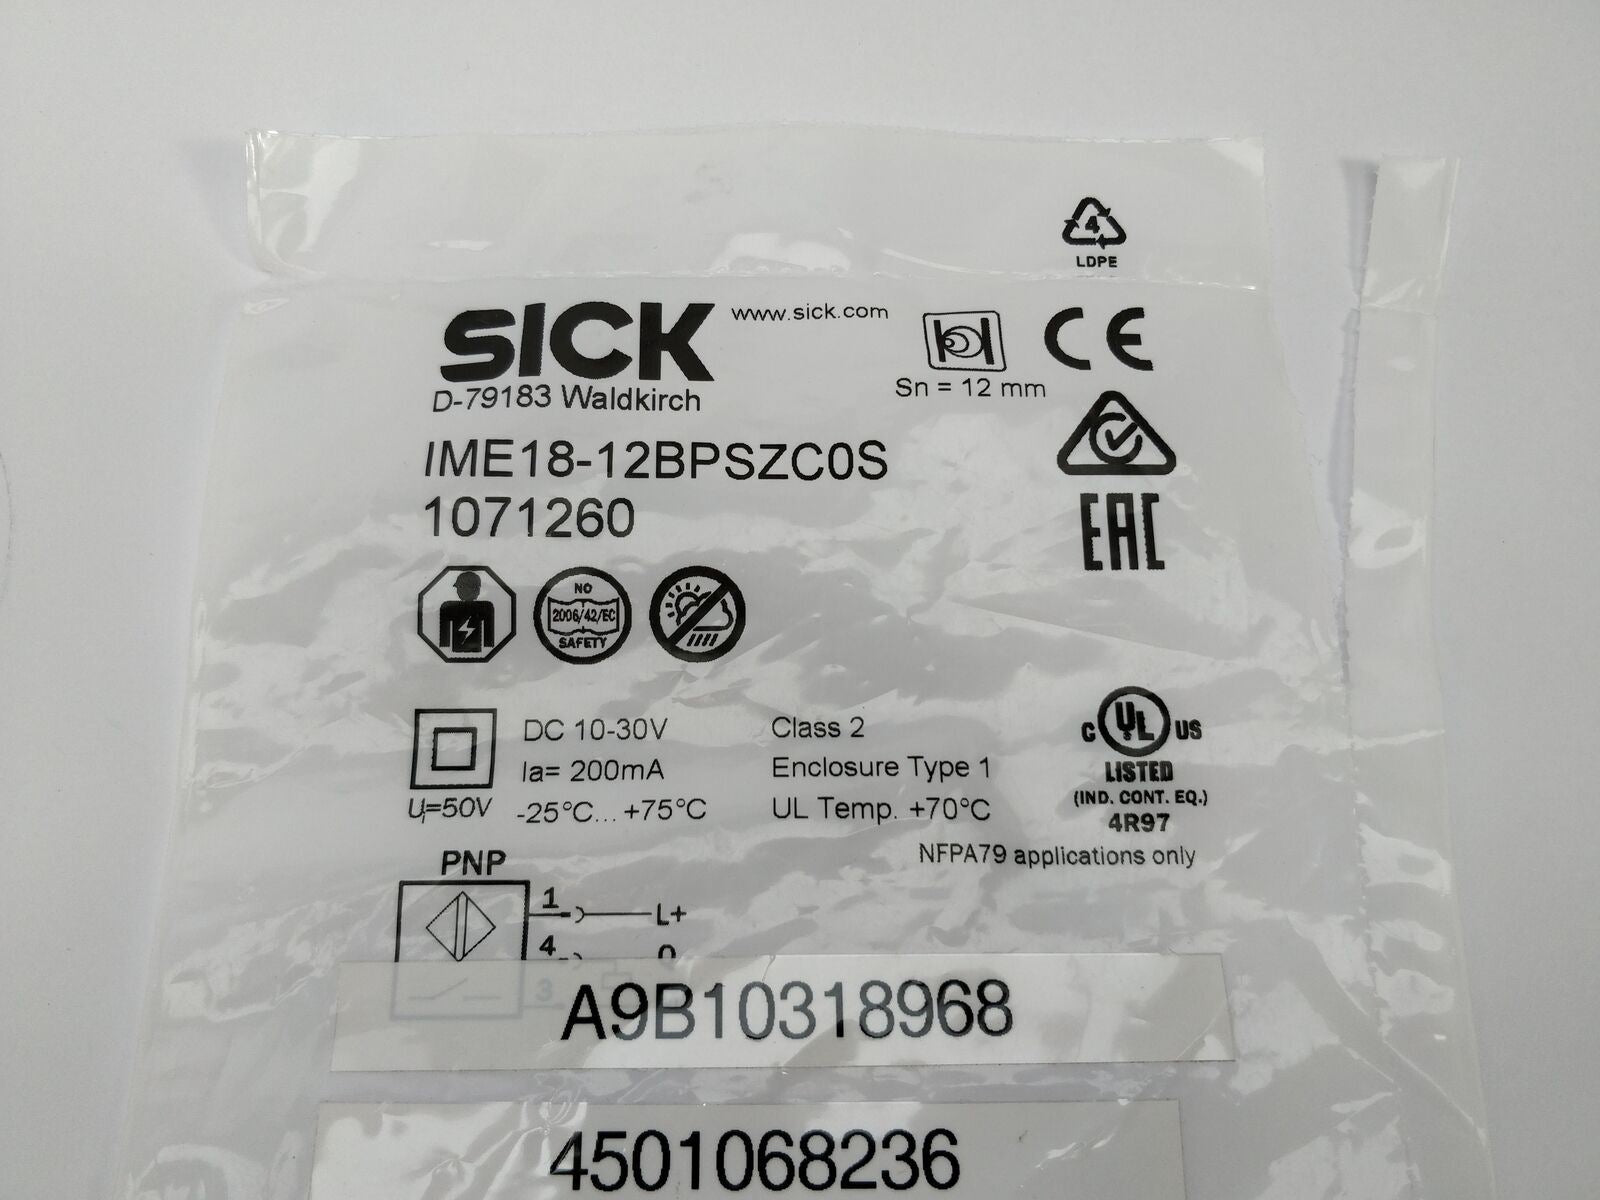 4
LDPE
SICK www.sick.com
CE
D-79183 Waldkirch
Sn = 12 mm
IME18-12BPSZC0S
1071260
EAC
NO
2006/42/EC
SAFETY
DC 10-30V
Class 2
C UL US
LISTED
(IND. CONT. EQ.)
4R97
Ia= 200mA
Enclosure Type 1
Ui=50V
-25°C... +75°C
UL Temp. +70°C
NFPA79 applications only
PNP
1
L+
4
Q
3
A9B10318968
4501068236